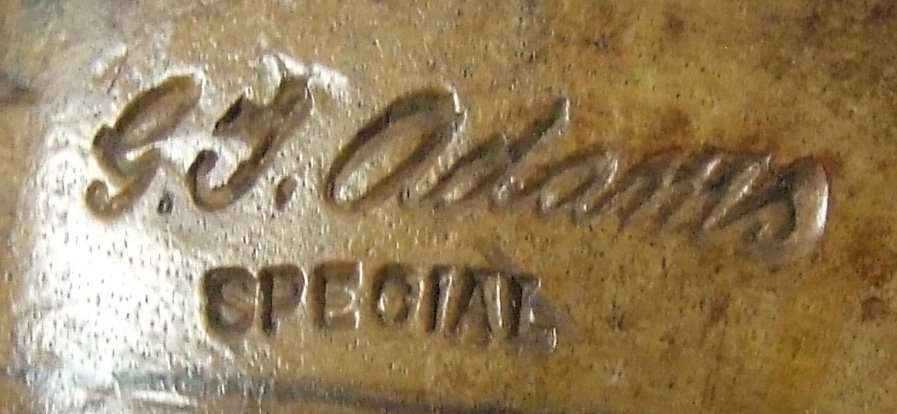 G. T. Adams
SPECIAL